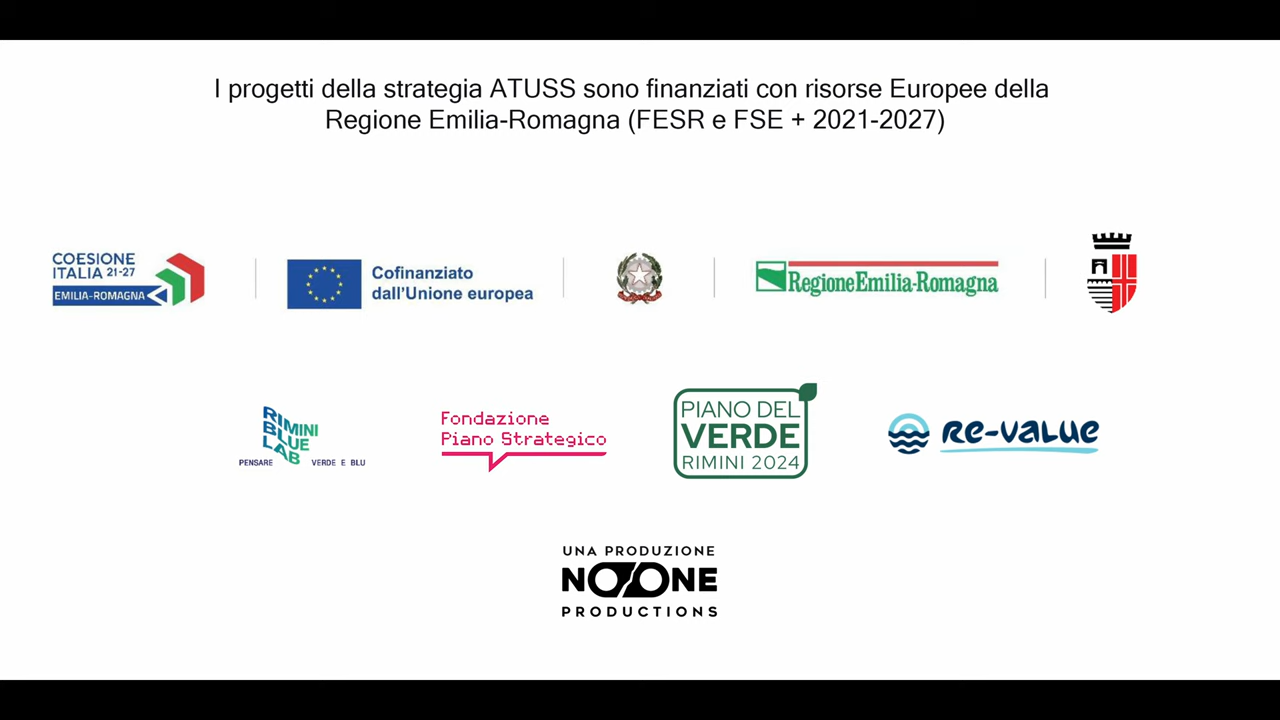 I progetti della strategia ATUSS sono finanziati con risorse Europee della
Regione Emilia-Romagna (FESR e FSE + 2021-2027)
COESIONE
ITALIA 21-27
EMILIA-ROMAGNA
Cofinanziato
dall'Unione europea
RegioneEmilia-Romagna
RIMINI
BLUE
LAB
PENSARE VERDE E BLU
Fondazione
Piano Strategico
PIANO DEL
VERDE
RIMINI 2024
Re-value
UNA PRODUZIONE
NOZONE
PRODUCTIONS